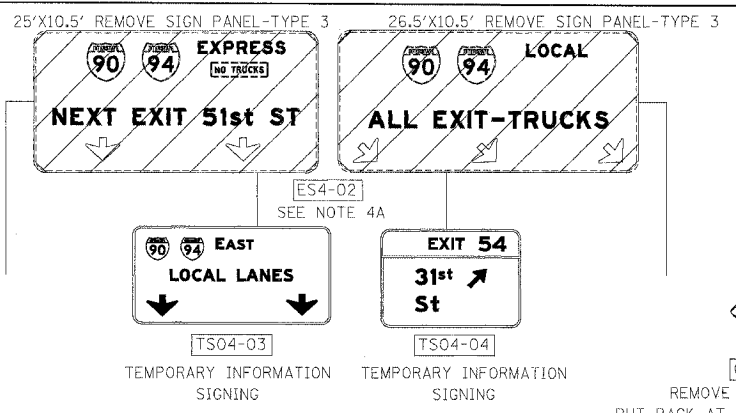 25'X10.5' REMOVE SIGN PANEL-TYPE 3
26.5'X10.5' REMOVE SIGN PANEL-TYPE 3
90 94 EXPRESS
NO TRUCKS
NEXT EXIT 51st ST
90 94 LOCAL
ALL EXIT-TRUCKS
ES4-02
SEE NOTE 4A
90 94 EAST
LOCAL LANES
EXIT 54
31st
St
TS04-03
TEMPORARY INFORMATION
SIGNING
TS04-04
TEMPORARY INFORMATION
SIGNING
REMOVE
PUT BACK AT